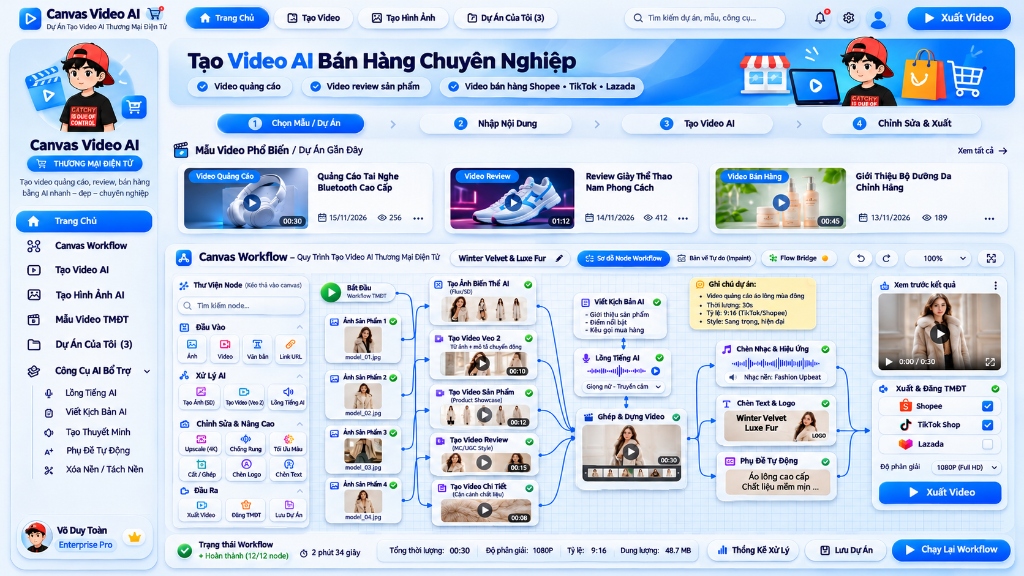 Canvas Video AI
Dự Án Tạo Video AI Thương Mại Điện Tử
Trang Chủ
Tạo Video
Tạo Hình Ảnh
Dự Án Của Tôi (3)
Tìm kiếm dự án, mẫu, công cụ...
Xuất Video
CATCHY
IS DUE OF
CONTROL
Canvas Video AI
THƯƠNG MẠI ĐIỆN TỬ
Tạo video quảng cáo, review, bán hàng
bằng AI nhanh – đẹp – chuyên nghiệp
Trang Chủ
Canvas Workflow
Tạo Video AI
Tạo Hình Ảnh AI
Mẫu Video TMĐT
Dự Án Của Tôi (3)
Công Cụ AI Bổ Trợ
Lồng Tiếng AI
Viết Kịch Bản AI
Tạo Thuyết Minh
Phụ Đề Tự Động
Xóa Nền / Tách Nền
Võ Duy Toàn
Enterprise Pro
Tạo Video AI Bán Hàng Chuyên Nghiệp
Video quảng cáo
Video review sản phẩm
Video bán hàng Shopee • TikTok • Lazada
CATCHY
IS DUE OF
CONTROL
1 Chọn Mẫu / Dự Án
2 Nhập Nội Dung
3 Tạo Video AI
4 Chỉnh Sửa & Xuất
Mẫu Video Phổ Biến / Dự Án Gần Đây
Xem tất cả
Video Quảng Cáo
00:30
Quảng Cáo Tai Nghe
Bluetooth Cao Cấp
15/11/2026
256
Video Review
01:12
Review Giày Thể Thao
Nam Phong Cách
14/11/2026
412
Video Bán Hàng
00:45
Giới Thiệu Bộ Dưỡng Da
Chính Hãng
13/11/2026
189
Canvas Workflow – Quy Trình Tạo Video AI Thương Mại Điện Tử
Winter Velvet & Luxe Fur
Sơ đồ Node Workflow
Bản vẽ Tự do (Inpaint)
Flow Bridge
100%
Thư Viện Node (Kéo thả vào canvas)
Tìm kiếm node...
Đầu Vào
Ảnh
Video
Văn bản
Link URL
Xử Lý AI
Tạo Ảnh (SD)
Tạo Video (Veo 2)
Lồng Tiếng AI
Chỉnh Sửa & Nâng Cao
Upscale (4K)
Chống Rung
Tối Ưu Màu
Cắt / Ghép
Chèn Logo
Chèn Text
Đầu Ra
Xuất Video
Đăng TMĐT
Lưu Dự Án
Bắt Đầu
Workflow TMĐT
Ảnh Sản Phẩm 1
model_01.jpg
Ảnh Sản Phẩm 2
model_02.jpg
Ảnh Sản Phẩm 3
model_03.jpg
Ảnh Sản Phẩm 4
model_04.jpg
Tạo Ảnh Biến Thể AI
(Flux/SD)
Tạo Video Veo 2
Từ ảnh + mô tả chuyển động
00:10
Tạo Video Sản Phẩm
(Product Showcase)
00:12
Tạo Video Review
(MC/UGC Style)
00:15
Tạo Video Chi Tiết
(Cận cảnh chất liệu)
00:08
Viết Kịch Bản AI
- Giới thiệu sản phẩm
- Điểm nổi bật
- Kêu gọi mua hàng
Lồng Tiếng AI
Giọng nữ - Truyền cảm
Ghép & Dựng Video
00:30
Ghi chú dự án:
• Video quảng cáo áo lông mùa đông
• Thời lượng: 30s
• Tỷ lệ: 9:16 (TikTok/Shopee)
• Style: Sang trọng, hiện đại
Chèn Nhạc & Hiệu Ứng
Nhạc nền: Fashion Upbeat
Chèn Text & Logo
Winter Velvet
Luxe Fur
LOGO
Phụ Đề Tự Động
Áo lông cao cấp
Chất liệu mềm mịn ...
Xem trước kết quả
0:00 / 0:30
Xuất & Đăng TMĐT
Shopee
TikTok Shop
Lazada
Độ phân giải
1080P (Full HD)
Xuất Video
Trạng thái Workflow
+ Hoàn thành (12/12 node)
2 phút 34 giây
Tổng thời lượng: 00:30
Độ phân giải: 1080P
Tỷ lệ: 9:16
Dung lượng: 48.7 MB
Thống Kê Xử Lý
Lưu Dự Án
Chạy Lại Workflow